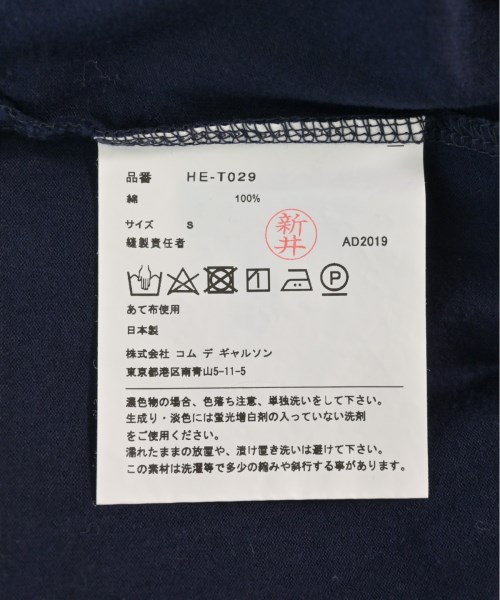 品番 HE-T029
綿 100%
サイズ S
縫製責任者 新井 AD2019
P
あて布使用
日本製
株式会社 コム デ ギャルソン
東京都港区南青山5-11-5
濃色物の場合、色落ち注意、単独洗いをして下さい。
生成り・淡色には蛍光増白剤の入っていない洗剤
をご使用ください。
濡れたままの放置や、漬け置き洗いは避けて下さい。
この素材は洗濯等で多少の縮みや斜行する事があります。